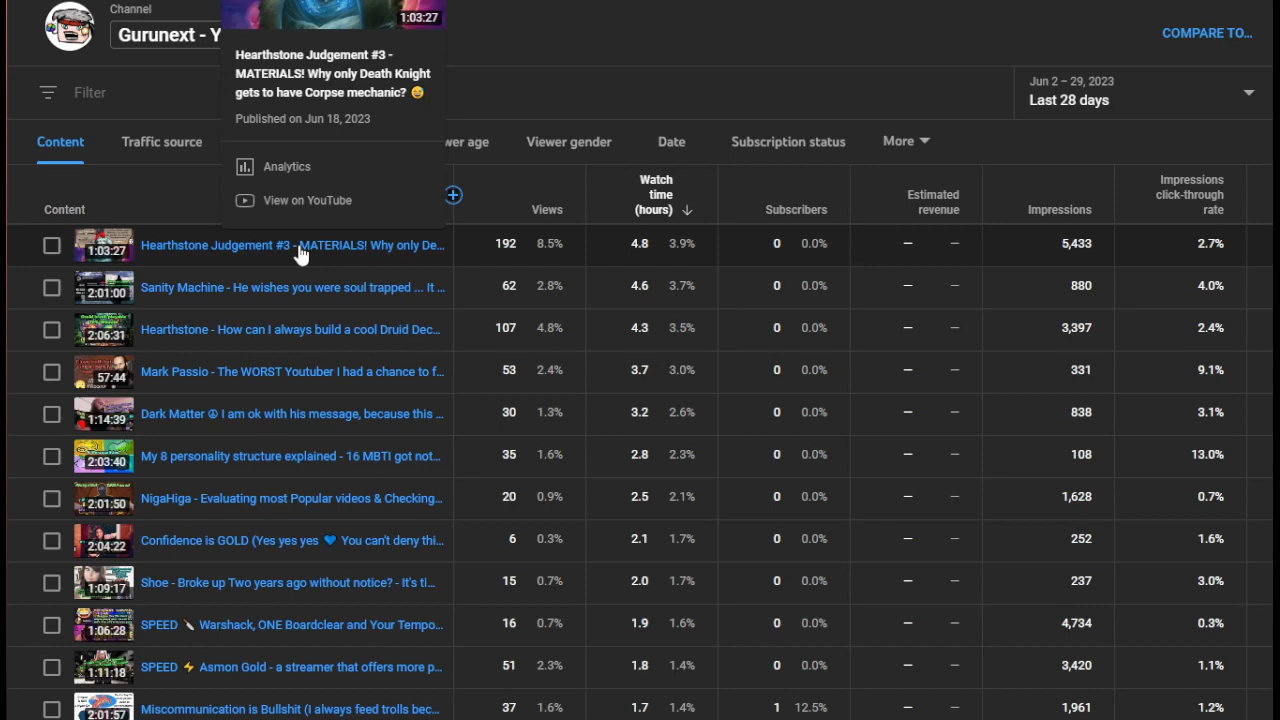 Channel
Gurunext - Y
1:03:27
COMPARE TO...
Hearthstone Judgement #3 -
MATERIALS! Why only Death Knight
gets to have Corpse mechanic? 😅
Published on Jun 18, 2023
Analytics
View on YouTube
Filter
Jun 2 – 29, 2023
Last 28 days
Content Traffic source wer age Viewer gender Date Subscription status More
Content Views Watch time (hours) Subscribers Estimated revenue Impressions Impressions click-through rate
1:03:27 Hearthstone Judgement #3 - MATERIALS! Why only De... 192 8.5% 4.8 3.9% 0 0.0% — — 5,433 2.7%
2:01:00 Sanity Machine - He wishes you were soul trapped ... It ... 62 2.8% 4.6 3.7% 0 0.0% — — 880 4.0%
2:06:31 Hearthstone - How can I always build a cool Druid Dec... 107 4.8% 4.3 3.5% 0 0.0% — — 3,397 2.4%
57:44 Mark Passio - The WORST Youtuber I had a chance to f... 53 2.4% 3.7 3.0% 0 0.0% — — 331 9.1%
1:14:39 Dark Matter ☮ I am ok with his message, because this ... 30 1.3% 3.2 2.6% 0 0.0% — — 838 3.1%
2:03:40 My 8 personality structure explained - 16 MBTI got not... 35 1.6% 2.8 2.3% 0 0.0% — — 108 13.0%
2:01:50 NigaHiga - Evaluating most Popular videos & Checking... 20 0.9% 2.5 2.1% 0 0.0% — — 1,628 0.7%
2:04:22 Confidence is GOLD (Yes yes yes 💙 You can't deny thi... 6 0.3% 2.1 1.7% 0 0.0% — — 252 1.6%
1:09:17 Shoe - Broke up Two years ago without notice? - It's ti... 15 0.7% 2.0 1.7% 0 0.0% — — 237 3.0%
1:06:28 SPEED 🔪 Warshack, ONE Boardclear and Your Tempo... 16 0.7% 1.9 1.6% 0 0.0% — — 4,734 0.3%
1:11:18 SPEED ⚡ Asmon Gold - a streamer that offers more p... 51 2.3% 1.8 1.4% 0 0.0% — — 3,420 1.1%
2:01:57 Miscommunication is Bullshit (I always feed trolls bec... 37 1.6% 1.7 1.4% 1 12.5% — — 1,961 1.2%